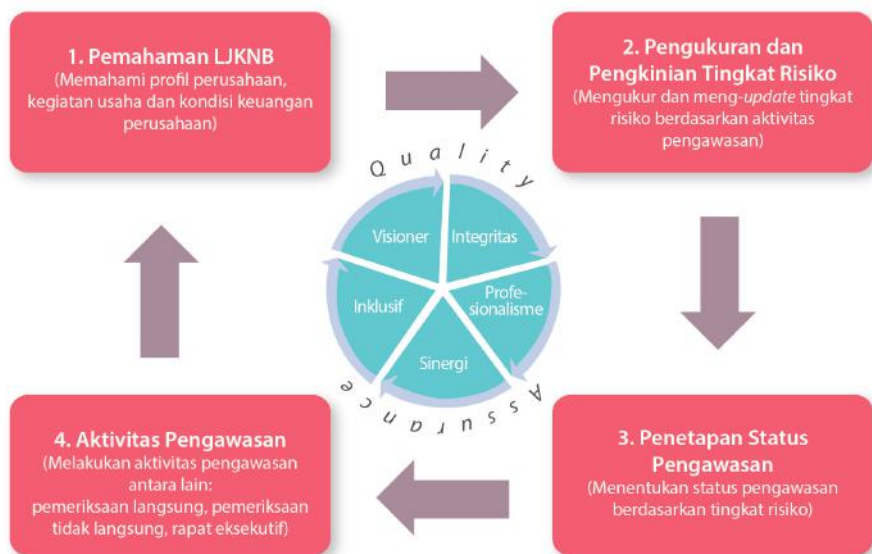 1. Pemahaman LJKNB
(Memahami profil perusahaan,
kegiatan usaha dan kondisi keuangan
perusahaan)
2. Pengukuran dan
Pengkinian Tingkat Risiko
(Mengukur dan meng-update tingkat
risiko berdasarkan aktivitas
pengawasan)
Quality
Visioner
Integritas
Inklusif
Profe-
sionalisme
Sinergi
Assurance
4. Aktivitas Pengawasan
(Melakukan aktivitas pengawasan
antara lain:
pemeriksaan langsung, pemeriksaan
tidak langsung, rapat eksekutif)
3. Penetapan Status
Pengawasan
(Menentukan status pengawasan
berdasarkan tingkat risiko)